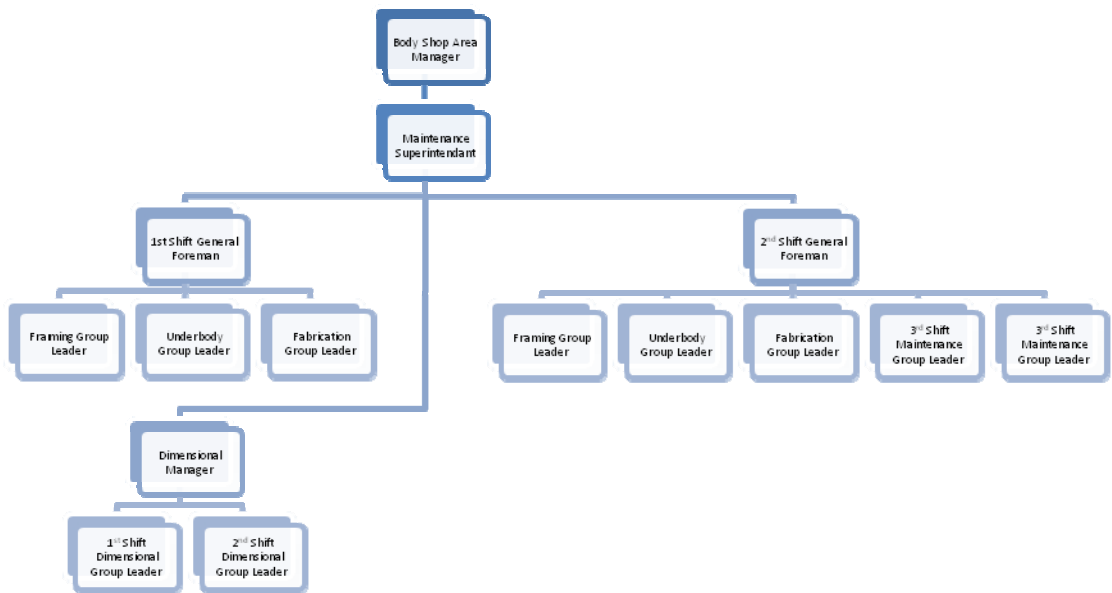 Body Shop Area
Manager
Maintenance
Superintendant
1st Shift General
Foreman
2nd Shift General
Foreman
Framing Group
Leader
Underbody
Group Leader
Fabrication
Group Leader
Framing Group
Leader
Underbody
Group Leader
Fabrication
Group Leader
3rd Shift
Maintenance
Group Leader
3rd Shift
Maintenance
Group Leader
Dimensional
Manager
1st Shift
Dimensional
Group Leader
2nd Shift
Dimensional
Group Leader